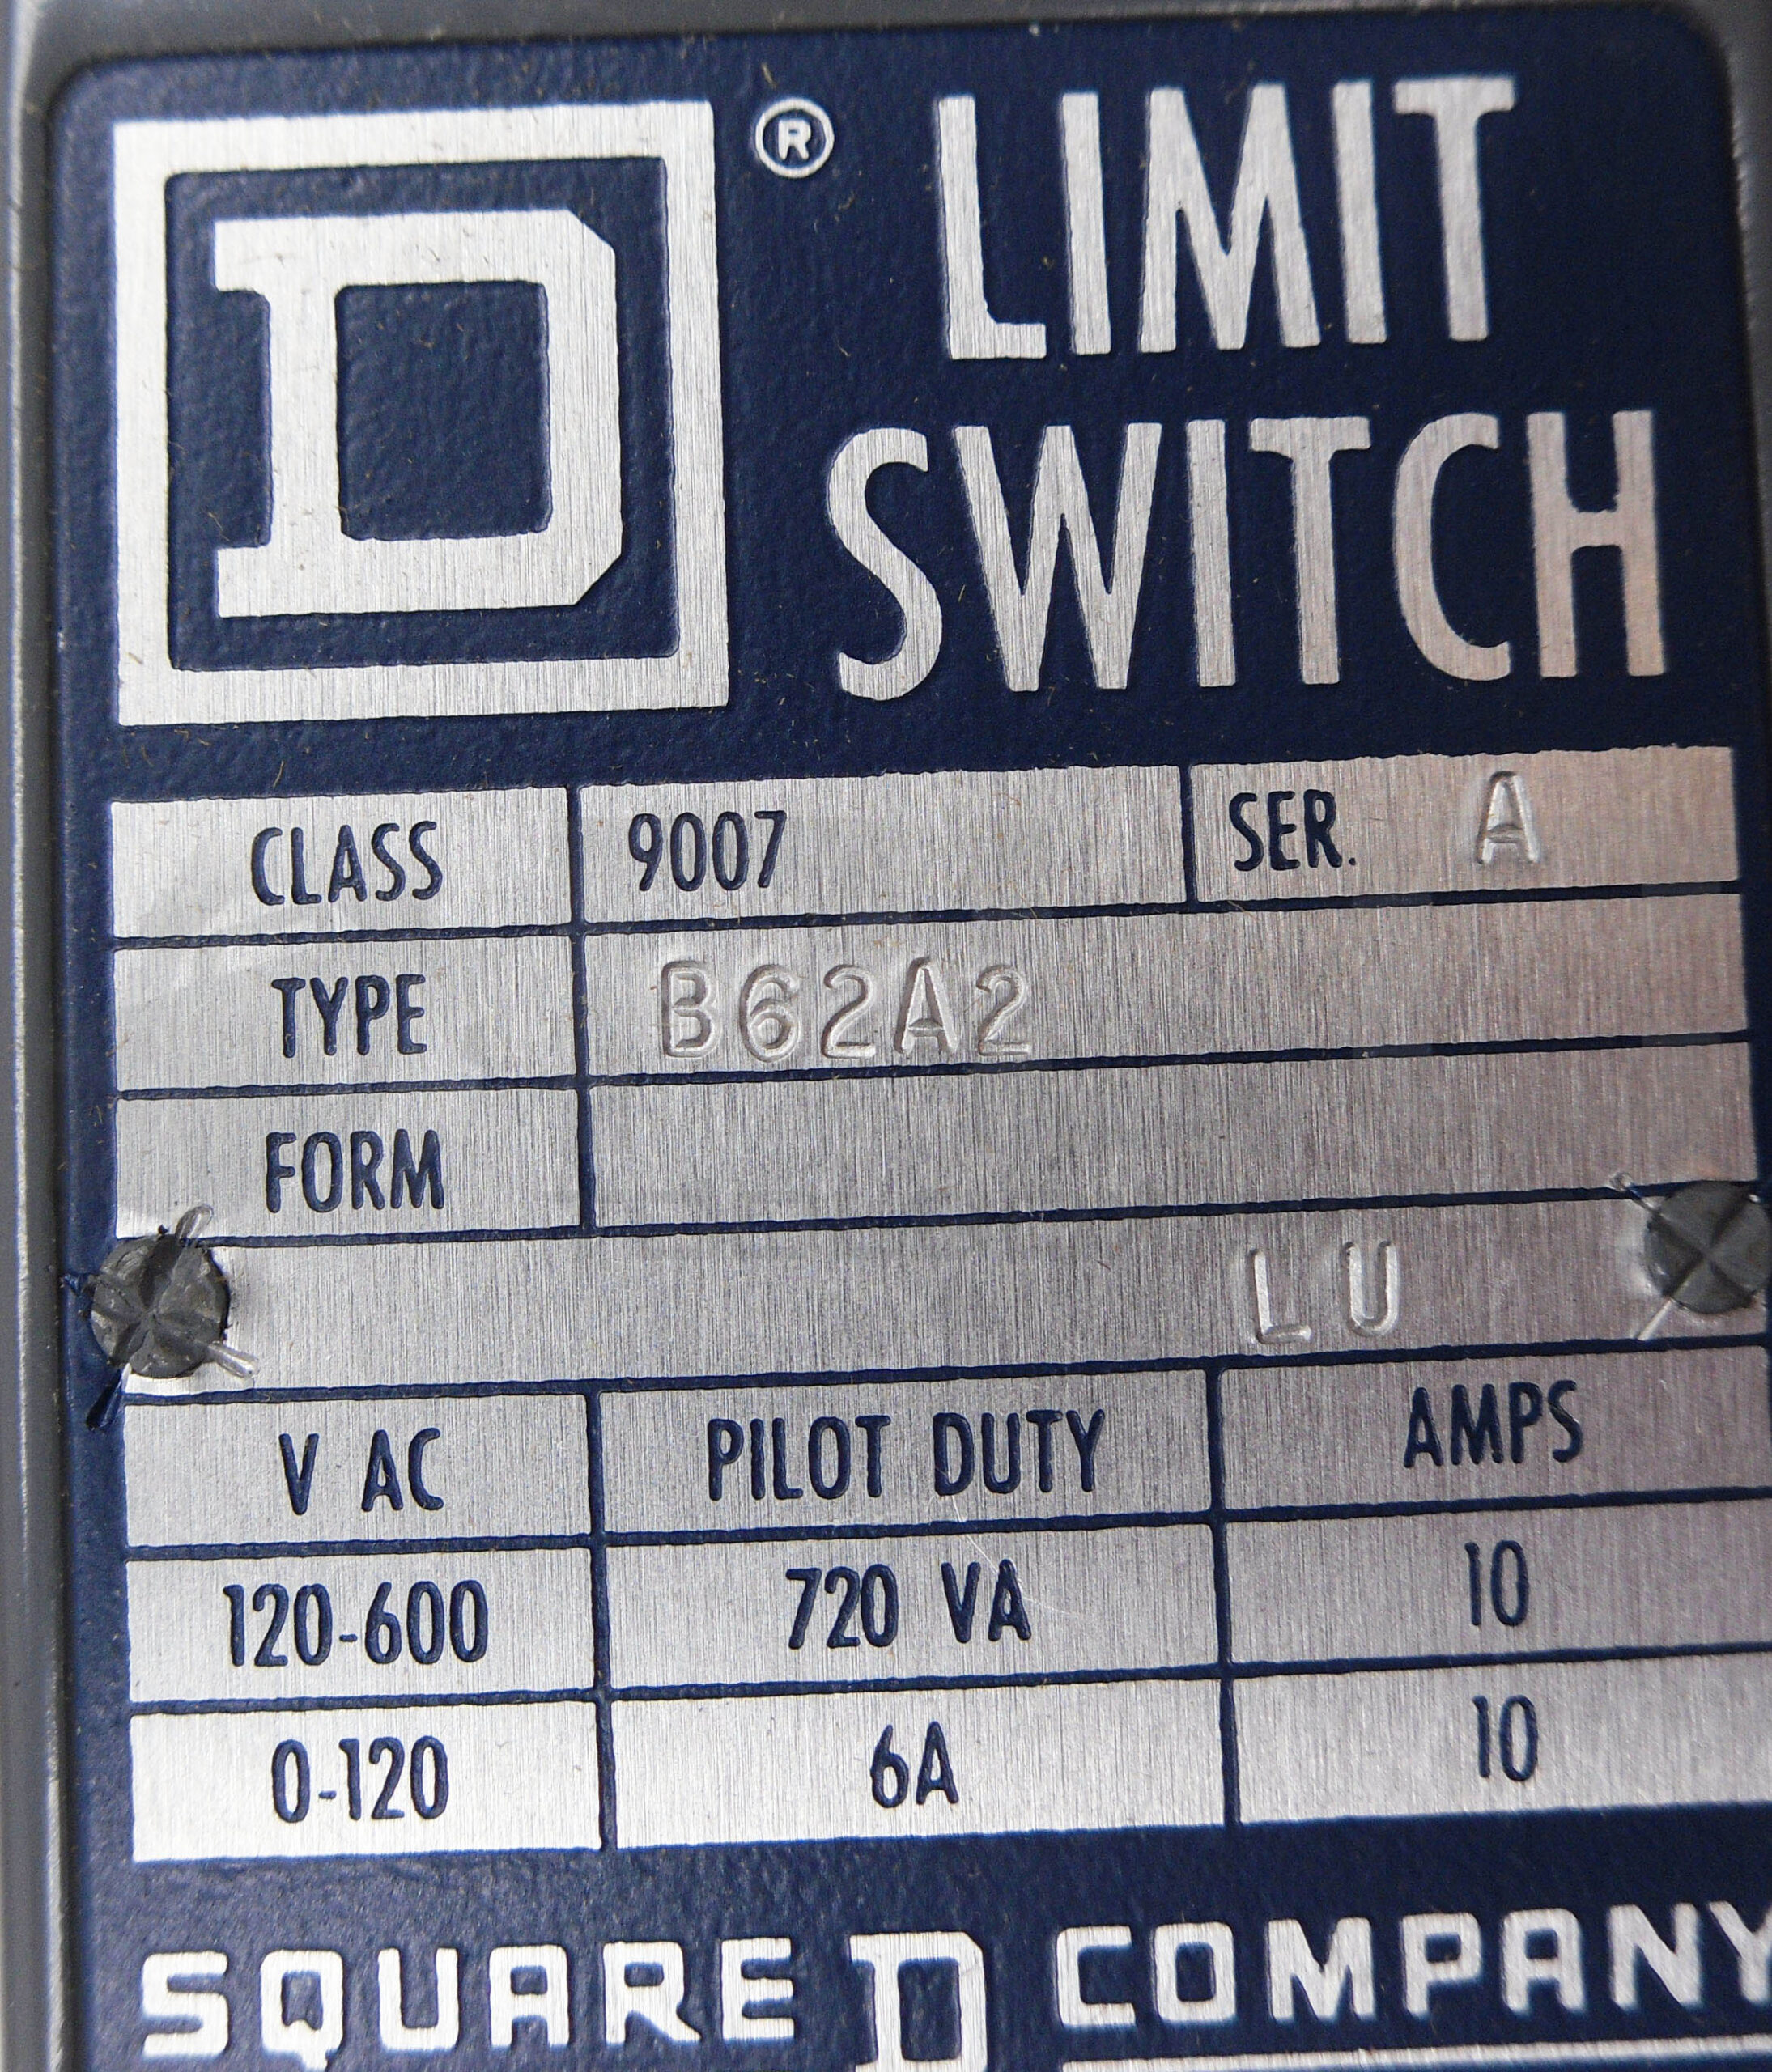 D ® LIMIT
SWITCH
CLASS 9007 SER. A
TYPE B62A2
FORM
LU
V AC PILOT DUTY AMPS
120-600 720 VA 10
0-120 6A 10
SQUARE D COMPANY